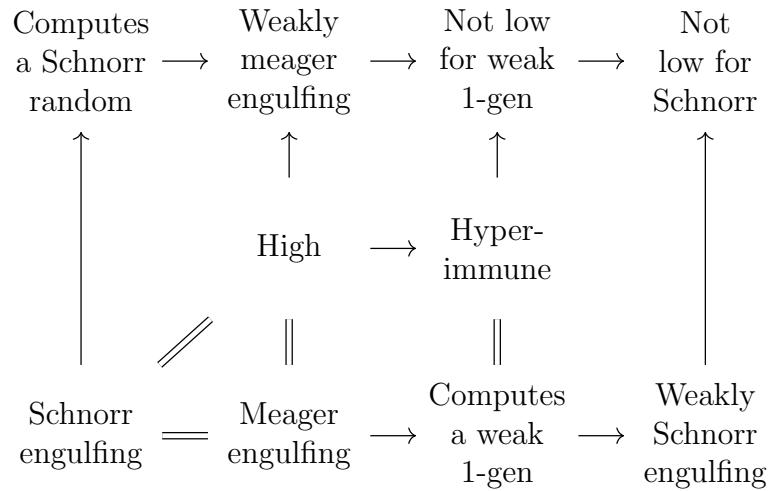 Computes
a Schnorr
random
Weakly
meager
engulfing
Not low
for weak
1-gen
Not
low for
Schnorr
High
Hyper-
immune
Schnorr
engulfing
Meager
engulfing
Computes
a weak
1-gen
Weakly
Schnorr
engulfing